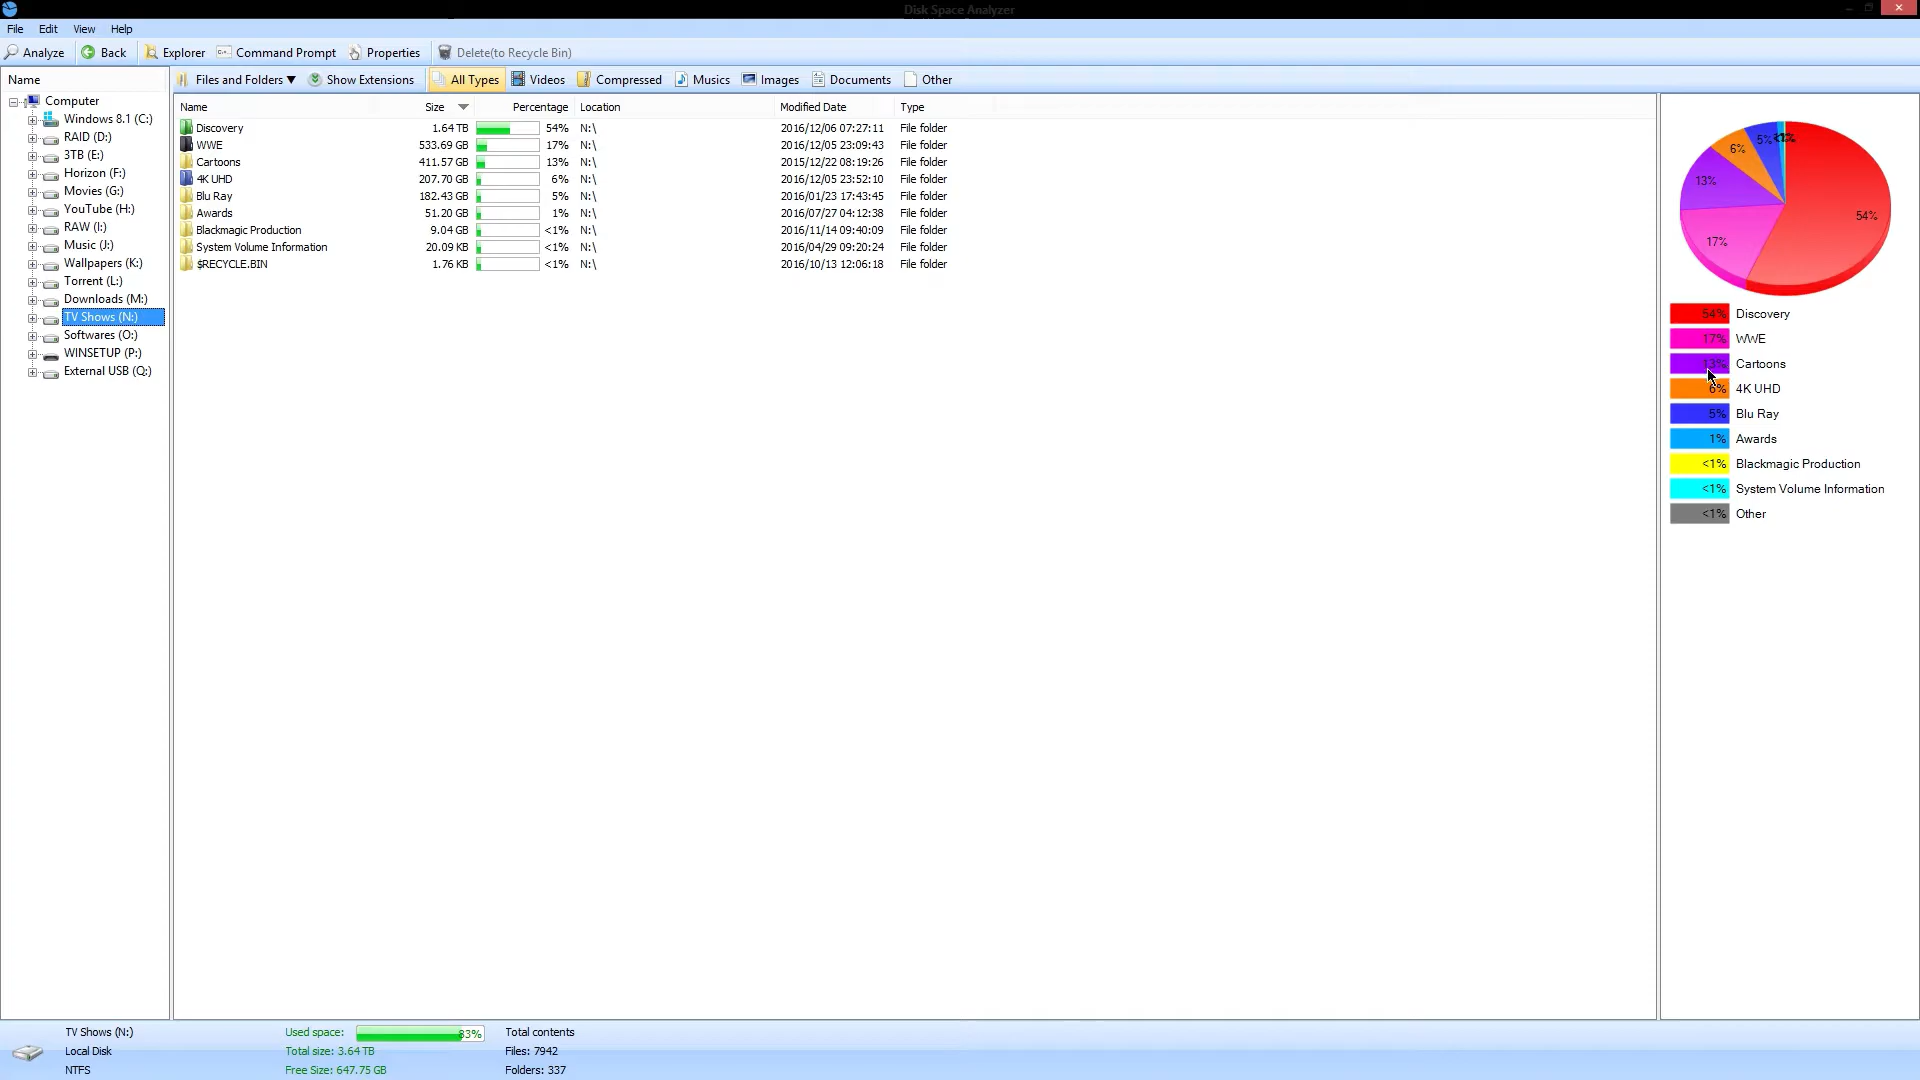 Disk Space Analyzer
File Edit View Help
Analyze Back Explorer Command Prompt Properties Delete(to Recycle Bin)
Name
Computer
Windows 8.1 (C:)
RAID (D:)
3TB (E:)
Horizon (F:)
Movies (G:)
YouTube (H:)
RAW (I:)
Music (J:)
Wallpapers (K:)
Torrent (L:)
Downloads (M:)
TV Shows (N:)
Softwares (O:)
WINSETUP (P:)
External USB (Q:)
Files and Folders ▼ Show Extensions All Types Videos Compressed Musics Images Documents Other
Name Size Percentage Location Modified Date Type
Discovery 1.64 TB 54% N:\ 2016/12/06 07:27:11 File folder
WWE 533.69 GB 17% N:\ 2016/12/05 23:09:43 File folder
Cartoons 411.57 GB 13% N:\ 2015/12/22 08:19:26 File folder
4K UHD 207.70 GB 6% N:\ 2016/12/05 23:52:10 File folder
Blu Ray 182.43 GB 5% N:\ 2016/01/23 17:43:45 File folder
Awards 51.20 GB 1% N:\ 2016/07/27 04:12:38 File folder
Blackmagic Production 9.04 GB <1% N:\ 2016/11/14 09:40:09 File folder
System Volume Information 20.09 KB <1% N:\ 2016/04/29 09:20:24 File folder
$RECYCLE.BIN 1.76 KB <1% N:\ 2016/10/13 12:06:18 File folder
5%
6%
13%
54%
17%
54% Discovery
17% WWE
13% Cartoons
6% 4K UHD
5% Blu Ray
1% Awards
<1% Blackmagic Production
<1% System Volume Information
<1% Other
TV Shows (N:) Used space: 83% Total contents
Local Disk Total size: 3.64 TB Files: 7942
NTFS Free Size: 647.75 GB Folders: 337